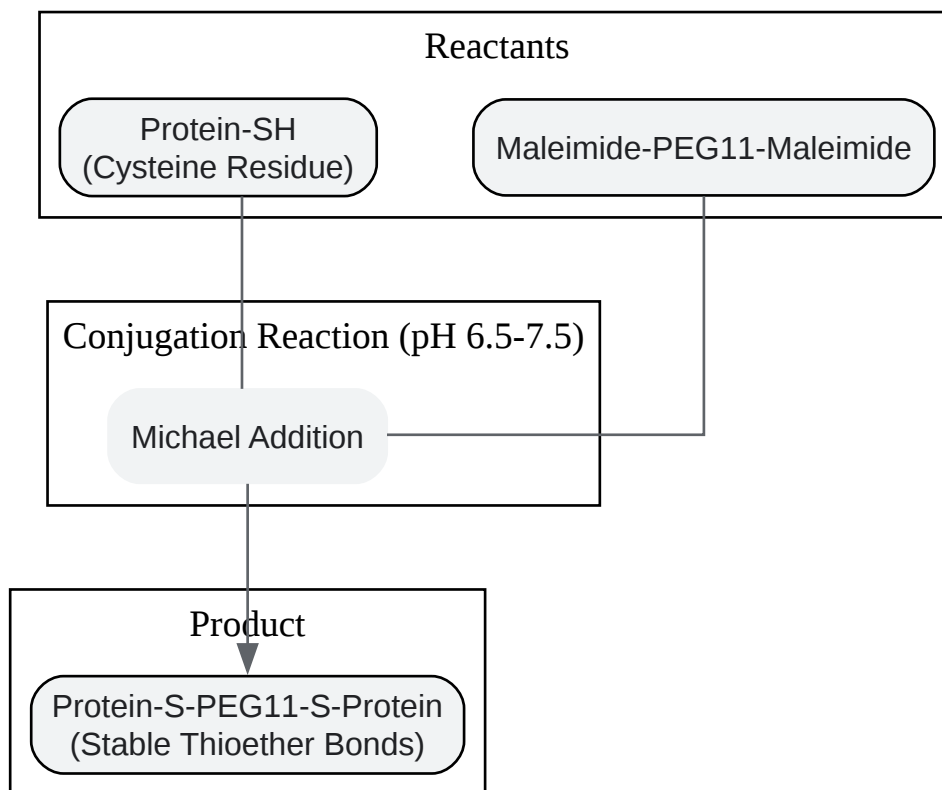 Reactants
Protein-SH
(Cysteine Residue)
Maleimide-PEG11-Maleimide
Conjugation Reaction (pH 6.5-7.5)
Michael Addition
Product
Protein-S-PEG11-S-Protein
(Stable Thioether Bonds)